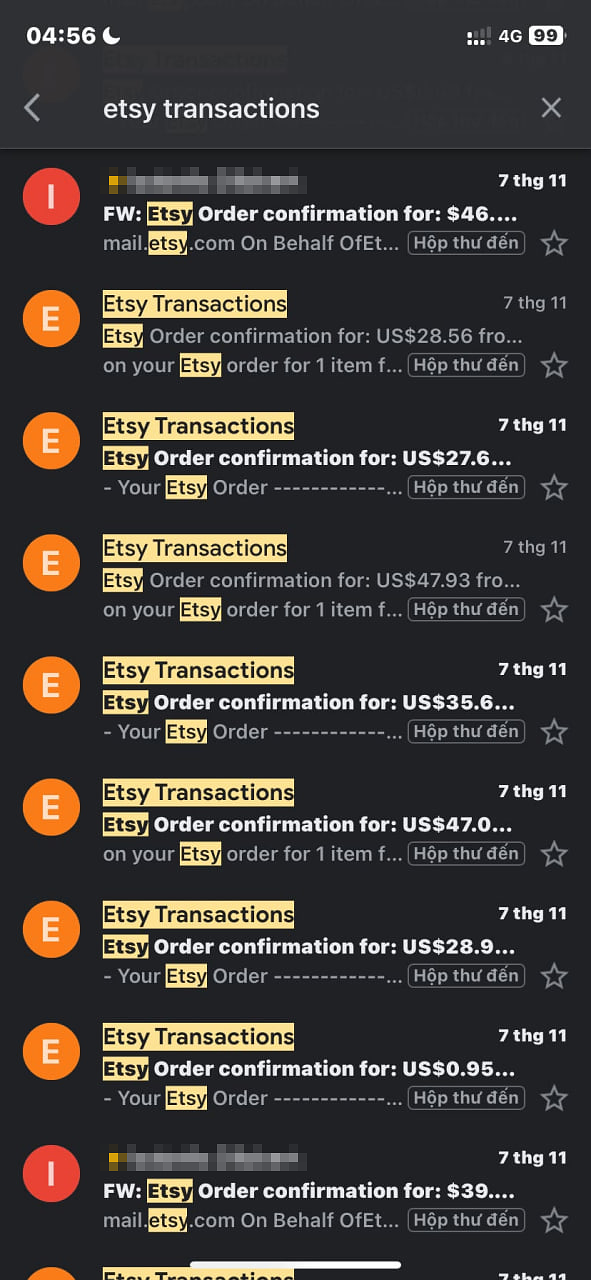 04:56
4G 99
etsy transactions
I
7 thg 11
FW: Etsy Order confirmation for: $46....
mail.etsy.com On Behalf OfEt... Hộp thư đến
E
Etsy Transactions 7 thg 11
Etsy Order confirmation for: US$28.56 fro...
on your Etsy order for 1 item f... Hộp thư đến
E
Etsy Transactions 7 thg 11
Etsy Order confirmation for: US$27.6...
- Your Etsy Order ------------... Hộp thư đến
E
Etsy Transactions 7 thg 11
Etsy Order confirmation for: US$47.93 fro...
on your Etsy order for 1 item f... Hộp thư đến
E
Etsy Transactions 7 thg 11
Etsy Order confirmation for: US$35.6...
- Your Etsy Order ------------... Hộp thư đến
E
Etsy Transactions 7 thg 11
Etsy Order confirmation for: US$47.0...
on your Etsy order for 1 item f... Hộp thư đến
E
Etsy Transactions 7 thg 11
Etsy Order confirmation for: US$28.9...
- Your Etsy Order ------------... Hộp thư đến
E
Etsy Transactions 7 thg 11
Etsy Order confirmation for: US$0.95...
- Your Etsy Order ------------... Hộp thư đến
I
7 thg 11
FW: Etsy Order confirmation for: $39....
mail.etsy.com On Behalf OfEt... Hộp thư đến
Etsy Transactions 7 thg 11